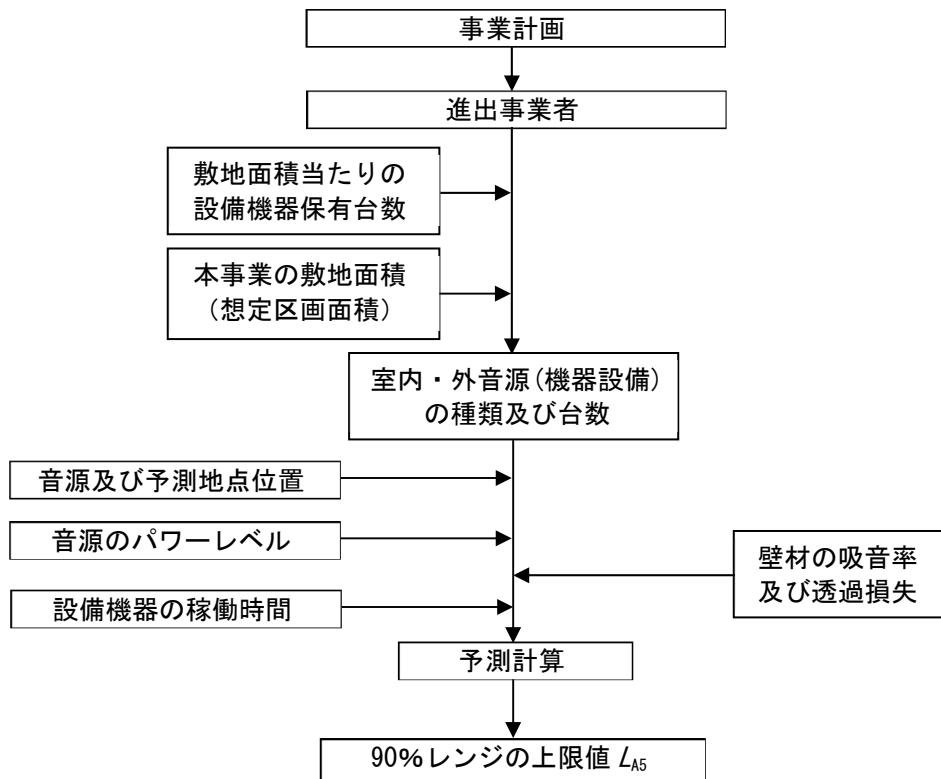 事業計画
進出事業者
敷地面積当たりの
設備機器保有台数
本事業の敷地面積
(想定区画面積)
室内・外音源(機器設備)
の種類及び台数
音源及び予測地点位置
音源のパワーレベル
壁材の吸音率
及び透過損失
設備機器の稼働時間
予測計算
90%レンジの上限値 LA5